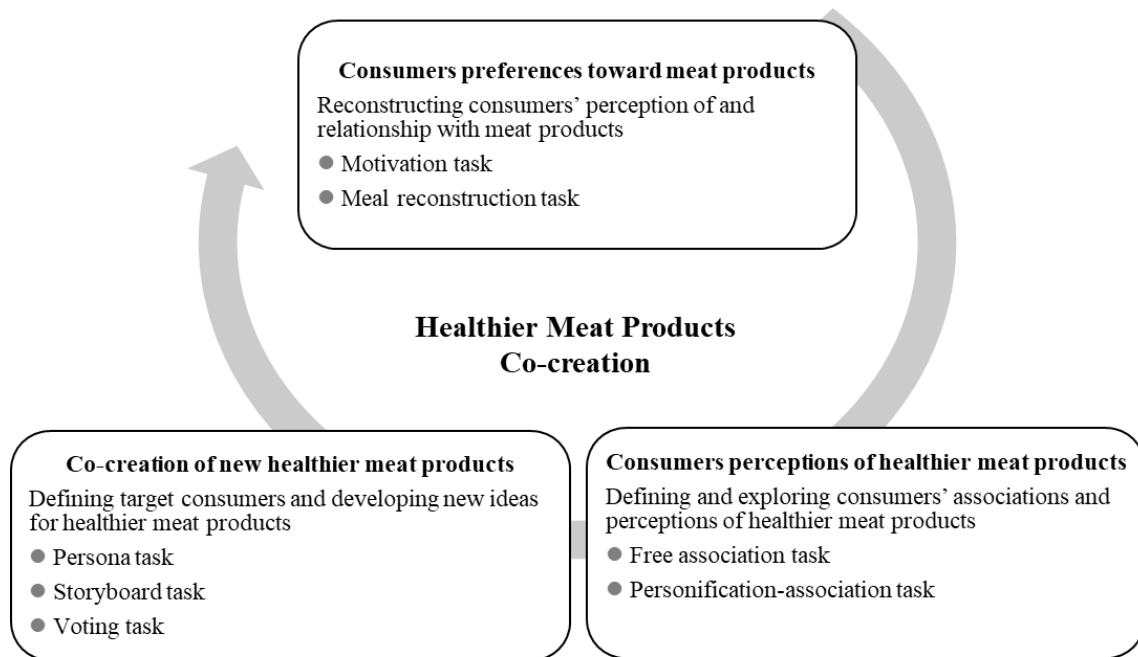 Consumers preferences toward meat products
Reconstructing consumers’ perception of and
relationship with meat products
● Motivation task
● Meal reconstruction task
Healthier Meat Products
Co-creation
Co-creation of new healthier meat products
Defining target consumers and developing new ideas
for healthier meat products
● Persona task
● Storyboard task
● Voting task
Consumers perceptions of healthier meat products
Defining and exploring consumers’ associations and
perceptions of healthier meat products
● Free association task
● Personification-association task